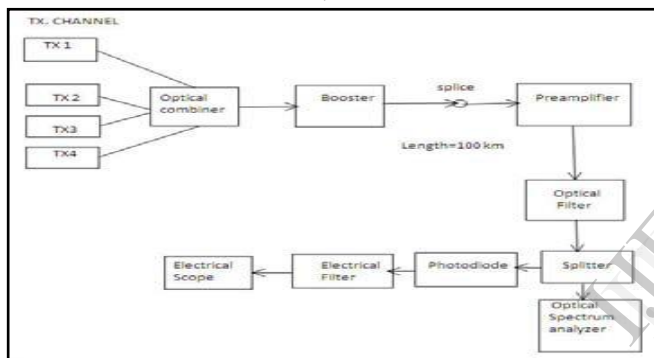 TX. CHANNEL
TX 1
TX 2
TX3
TX4
Optical
combiner
Booster
splice
Preamplifier
Length=100 km
Optical
Filter
Electrical
Scope
Electrical
Filter
Photodiode
Splitter
Optical
Spectrum
analyzer